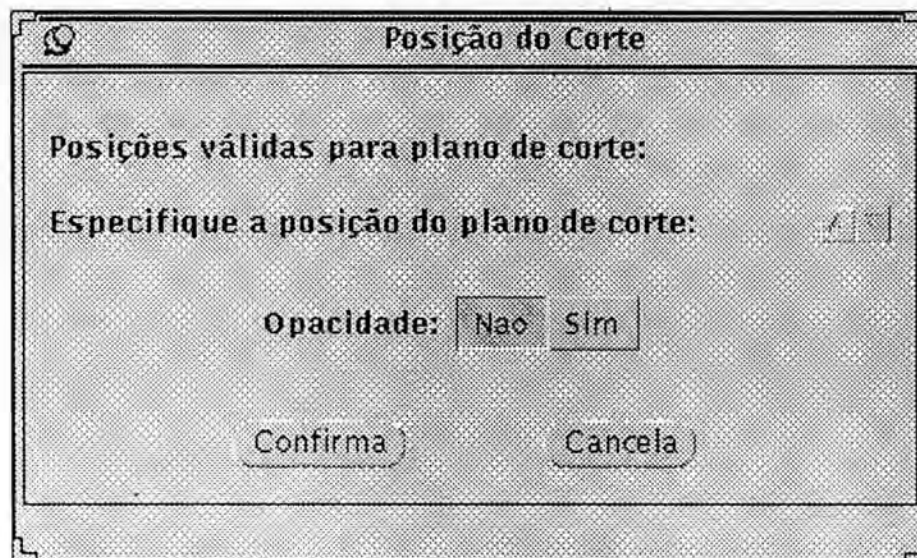 Posição do Corte
Posições válidas para plano de corte:
Especifique a posição do plano de corte:
Opacidade: Nao Sim
Confirma Cancela